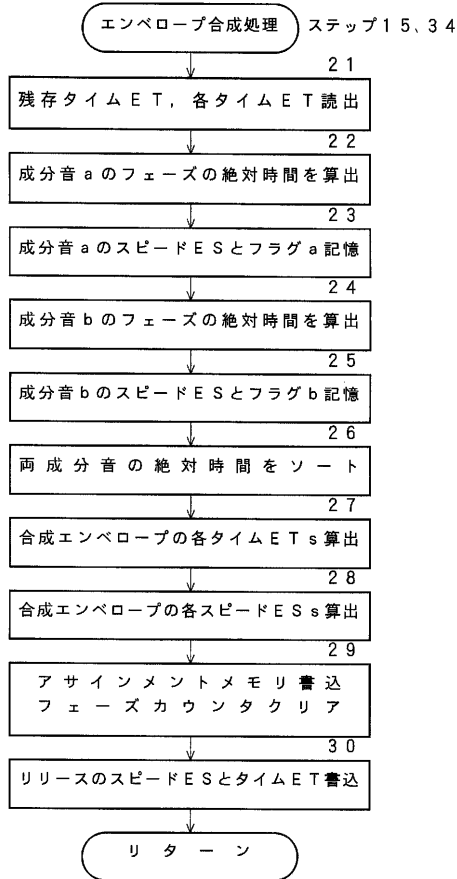 エンベロープ合成処理 ステップ15、34
21
残存タイムET，各タイムET読出
22
成分音aのフェーズの絶対時間を算出
23
成分音aのスピードESとフラグa記憶
24
成分音bのフェーズの絶対時間を算出
25
成分音bのスピードESとフラグb記憶
26
両成分音の絶対時間をソート
27
合成エンベロープの各タイムETs算出
28
合成エンベロープの各スピードESs算出
29
アサインメントメモリ書込
フェーズカウンタクリア
30
リリースのスピードESとタイムET書込
リターン